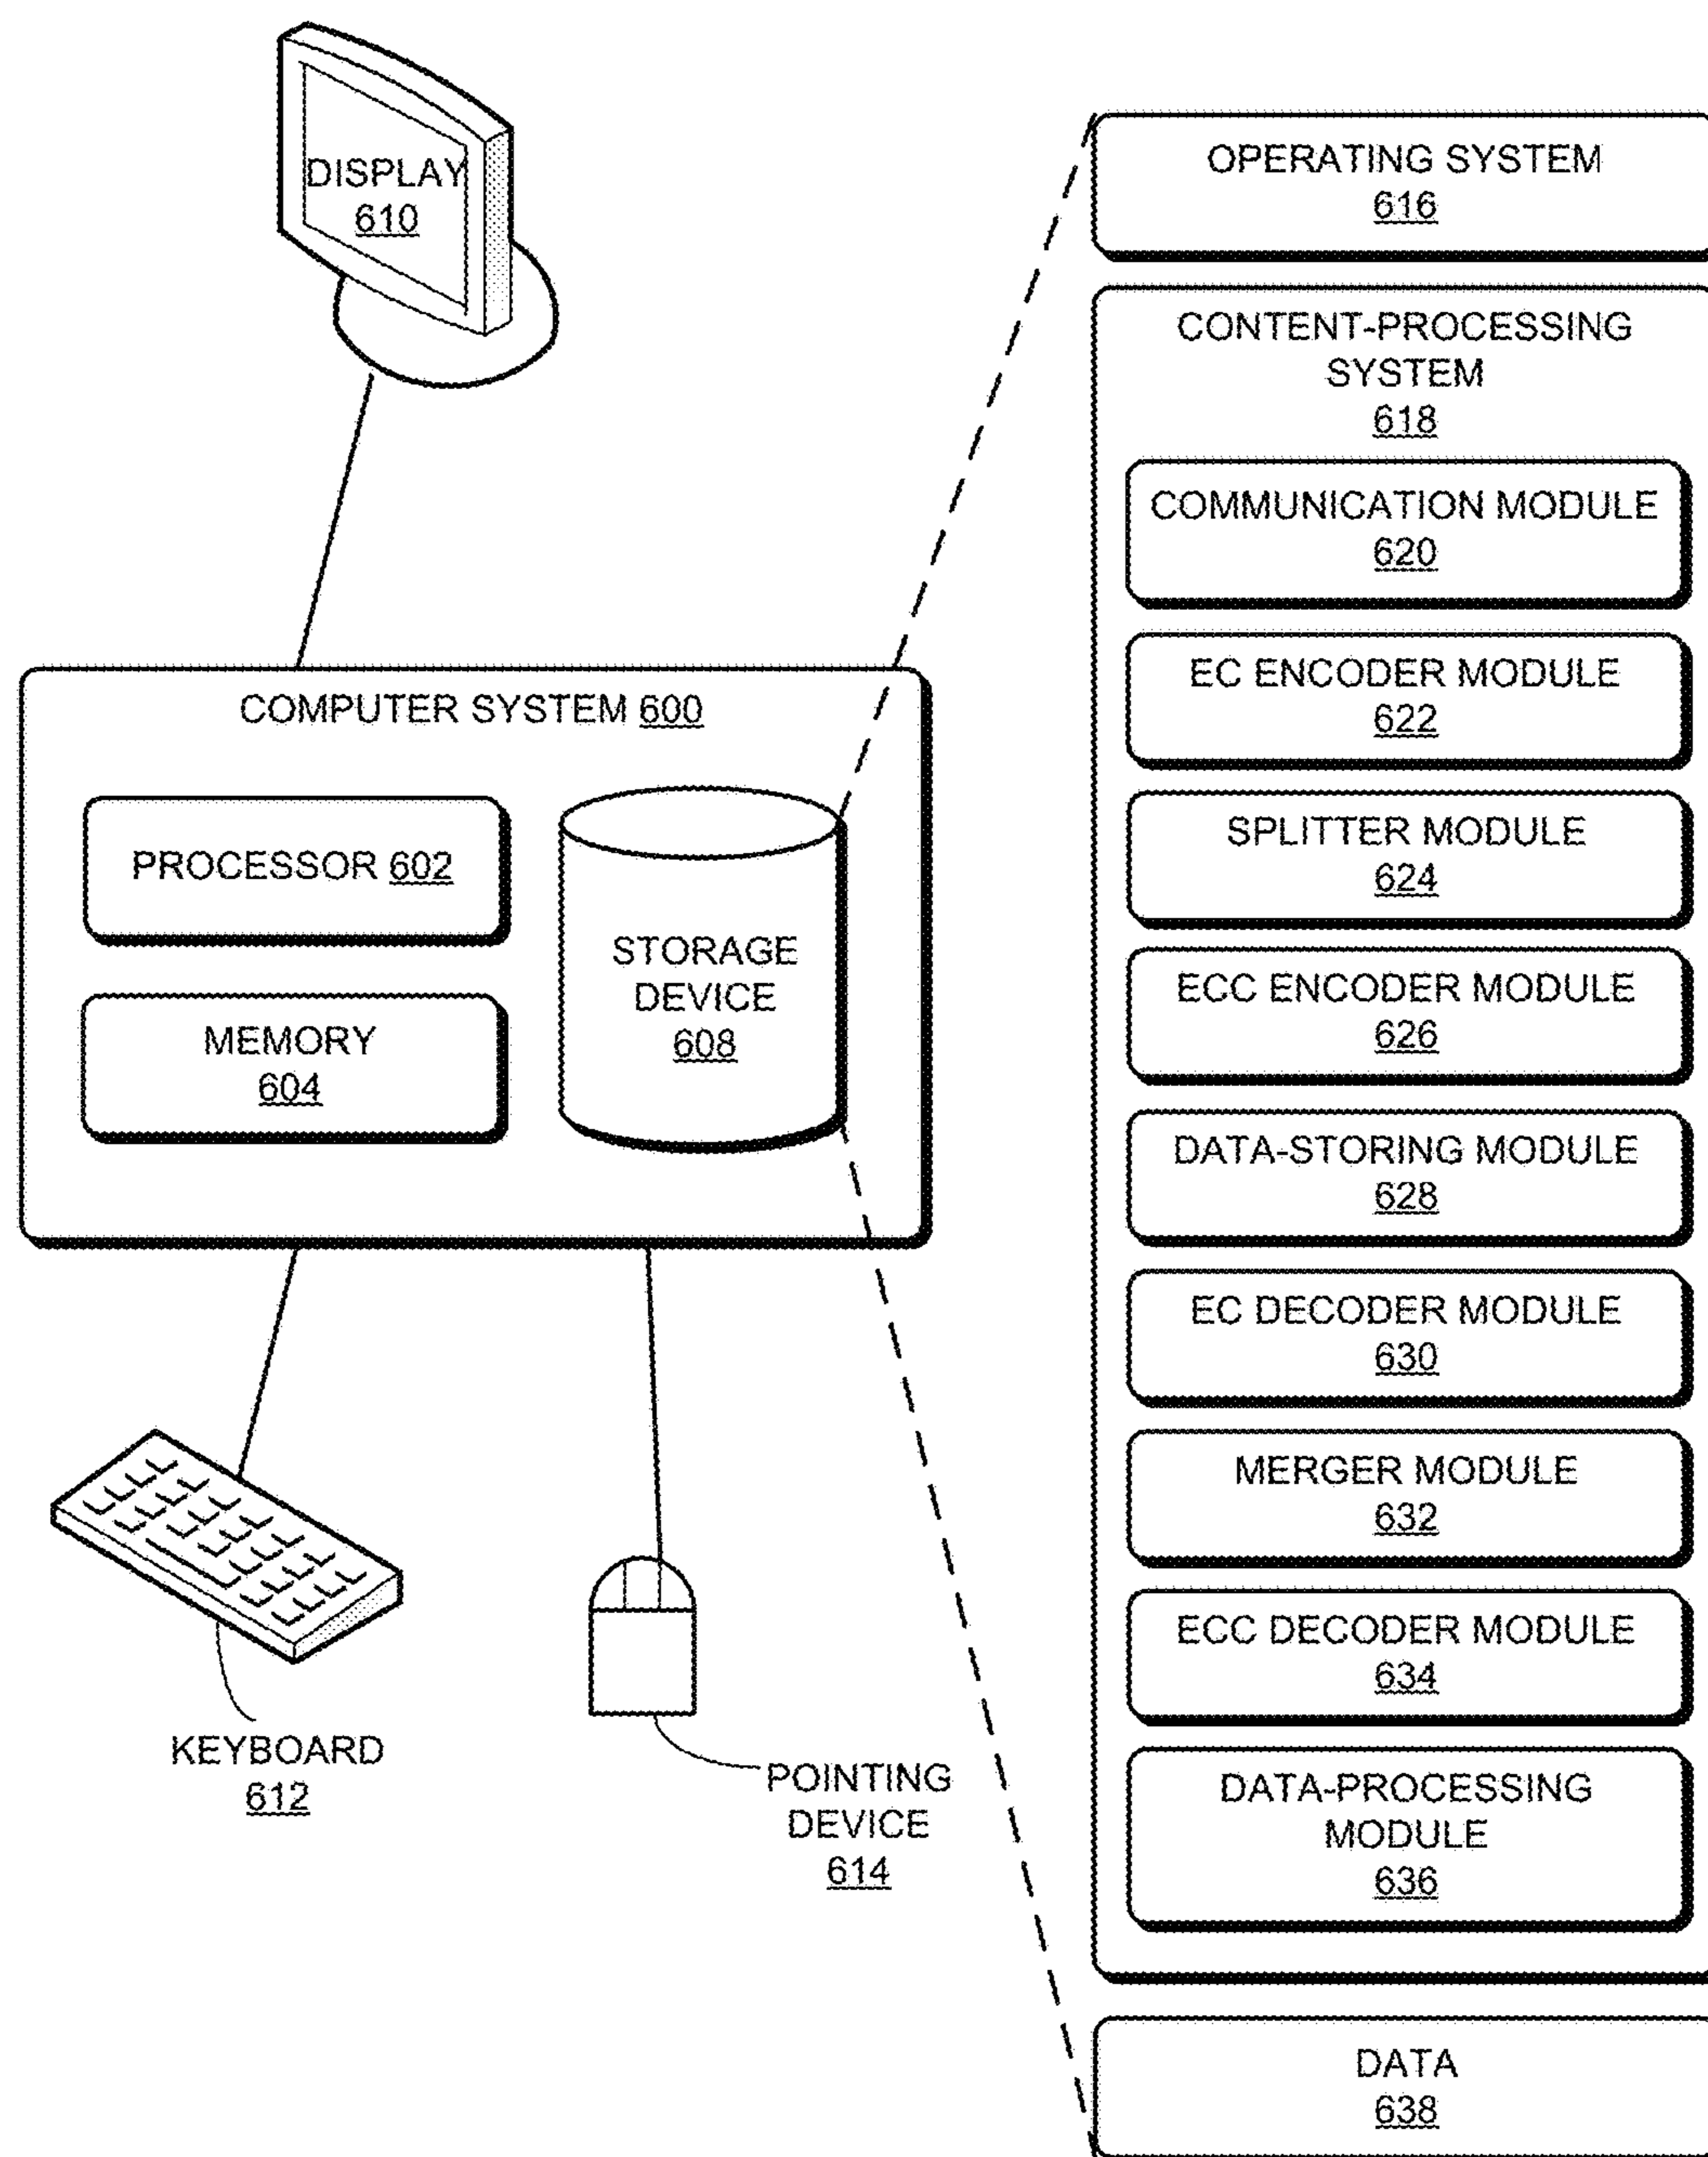 DISPLAY
610
COMPUTER SYSTEM 600
PROCESSOR 602
MEMORY
604
STORAGE
DEVICE
608
KEYBOARD
612
POINTING
DEVICE
614
OPERATING SYSTEM
616
CONTENT-PROCESSING
SYSTEM
618
COMMUNICATION MODULE
620
EC ENCODER MODULE
622
SPLITTER MODULE
624
ECC ENCODER MODULE
626
DATA-STORING MODULE
628
EC DECODER MODULE
630
MERGER MODULE
632
ECC DECODER MODULE
634
DATA-PROCESSING
MODULE
636
DATA
638